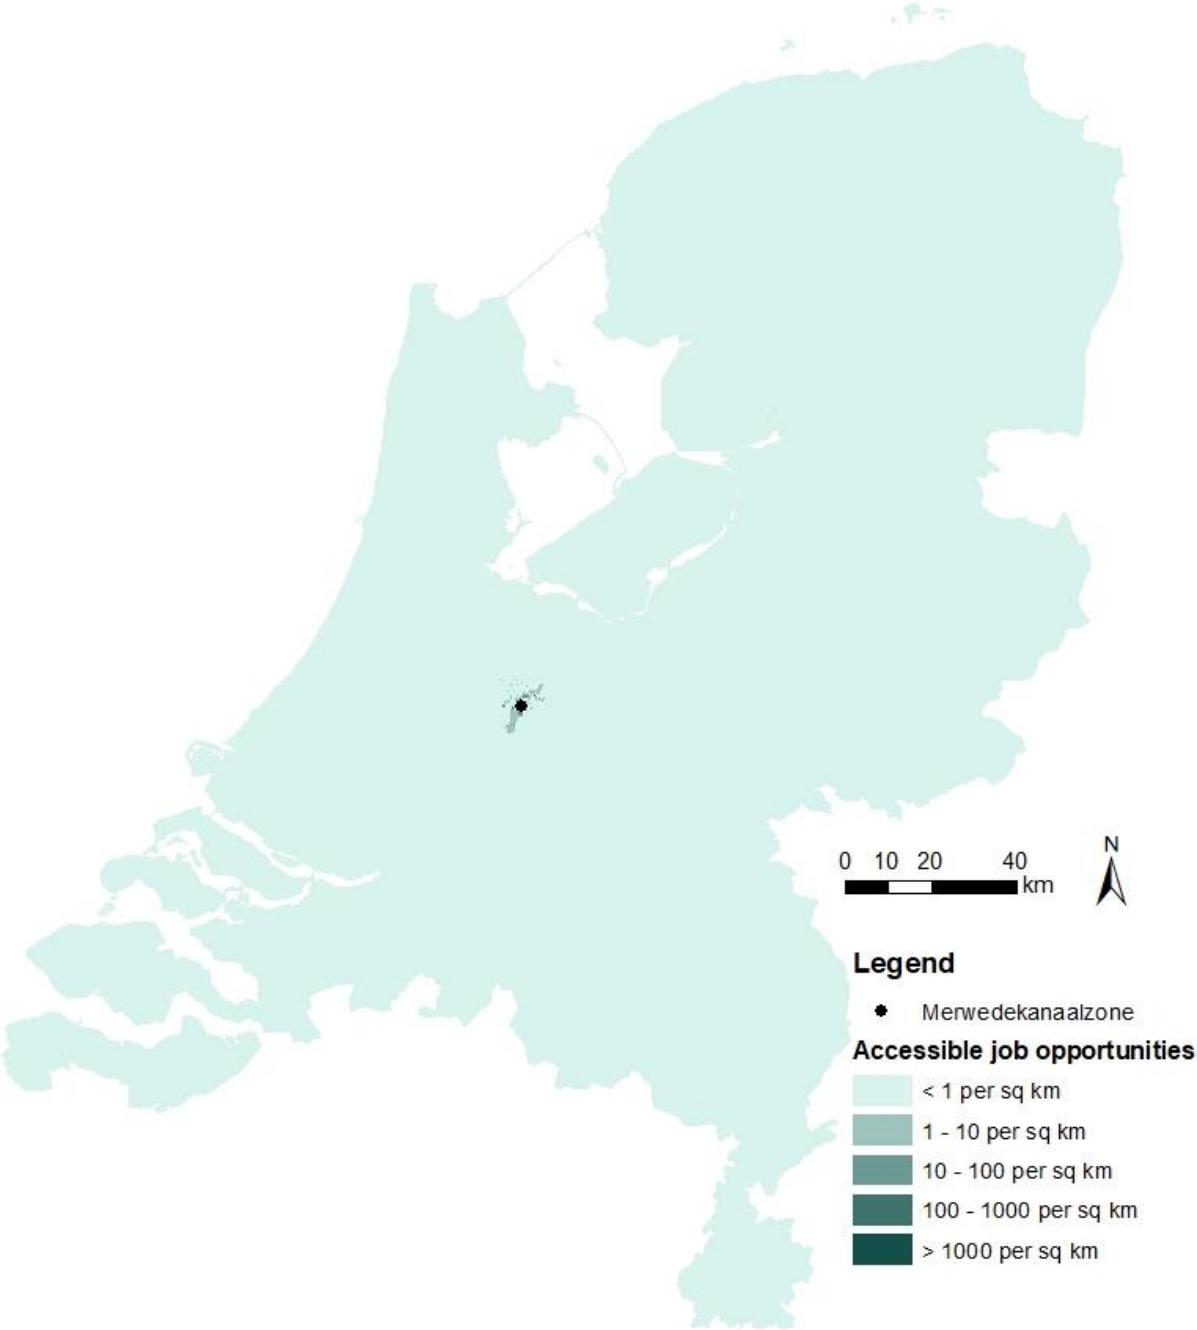 N
0 10 20 40
km
Legend
Merwedekanaalzone
Accessible job opportunities
< 1 per sq km
1 - 10 per sq km
10 - 100 per sq km
100 - 1000 per sq km
> 1000 per sq km